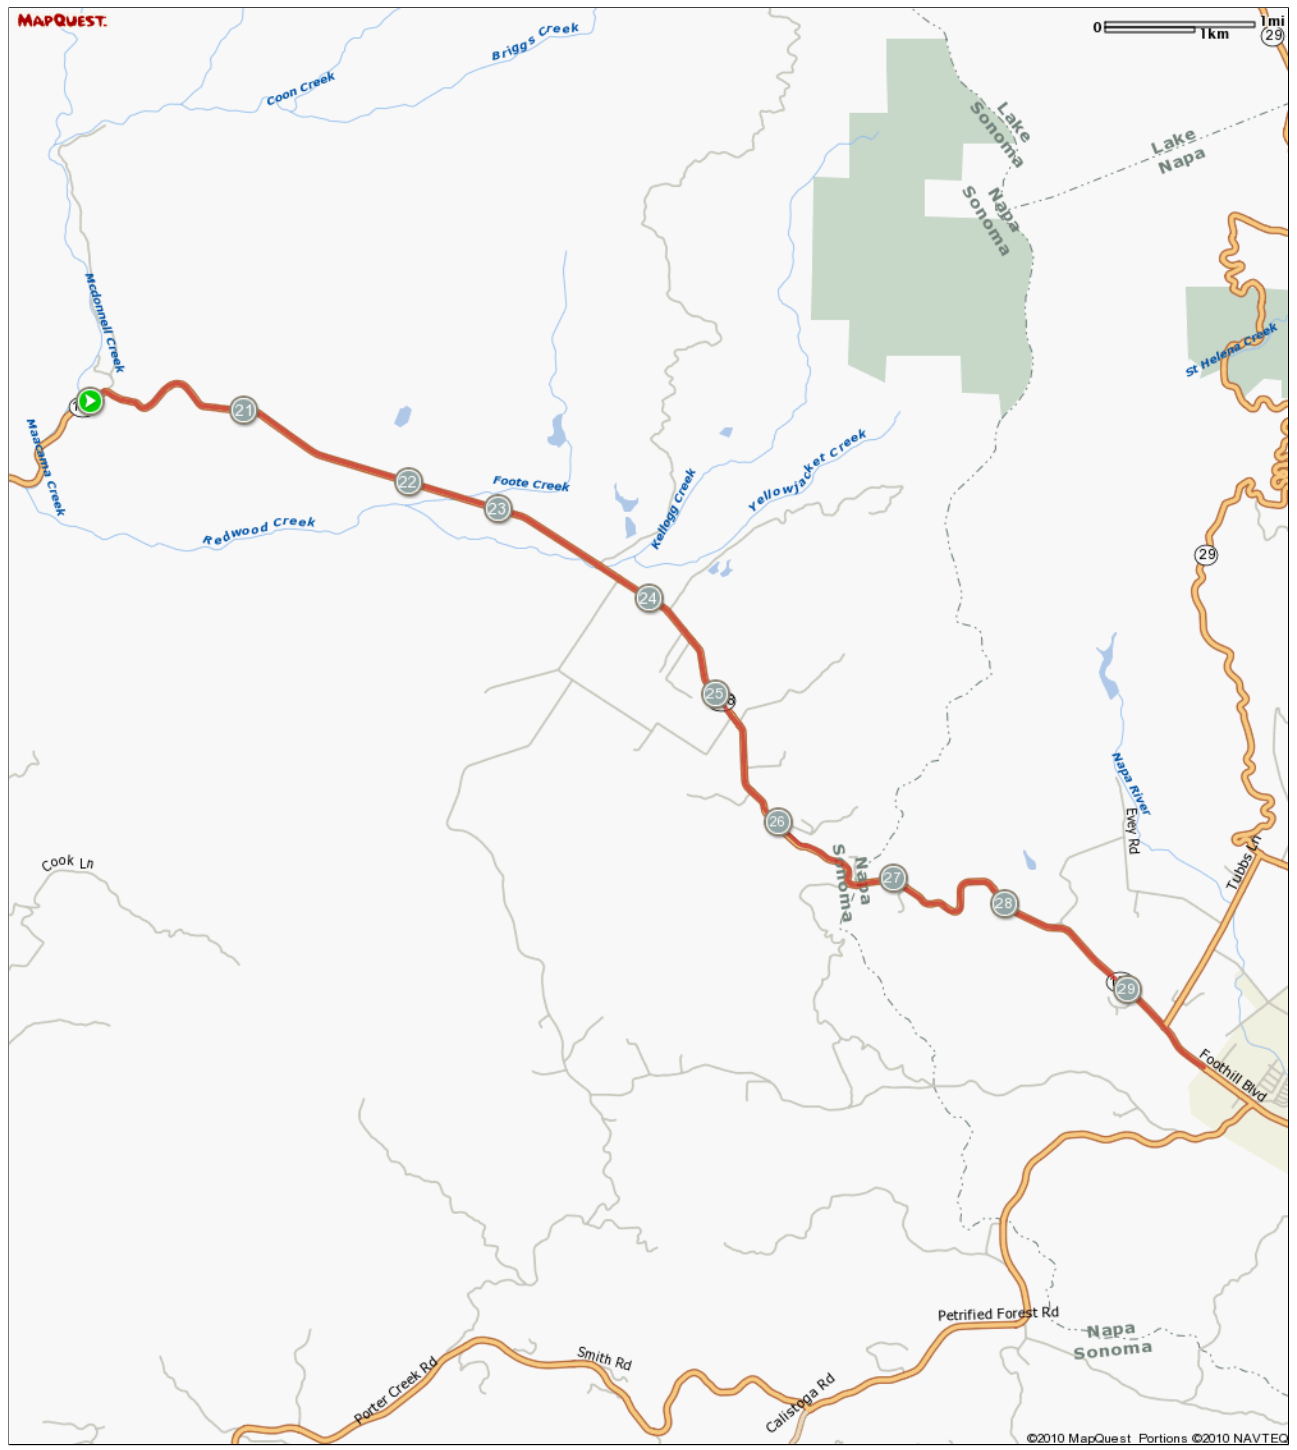 MAPQUEST.
0
1mi
1km
29
Briggs Creek
Coon Creek
Lake
Sonoma
Lake
Napa
Napa
Sonoma
Mcdonnell Creek
St Helena Creek
21
Maacama Creek
22
Foote Creek
23
Redwood Creek
Kellogg Creek
Yellowjacket Creek
29
24
25
Napa River
Evey Rd
26
Tubbs Ln
Cook Ln
Napa
Sonoma
27
28
29
Foothill Blvd
Petrified Forest Rd
Napa
Sonoma
Smith Rd
Porter Creek Rd
Calistoga Rd
©2010 MapQuest Portions ©2010 NAVTEQ